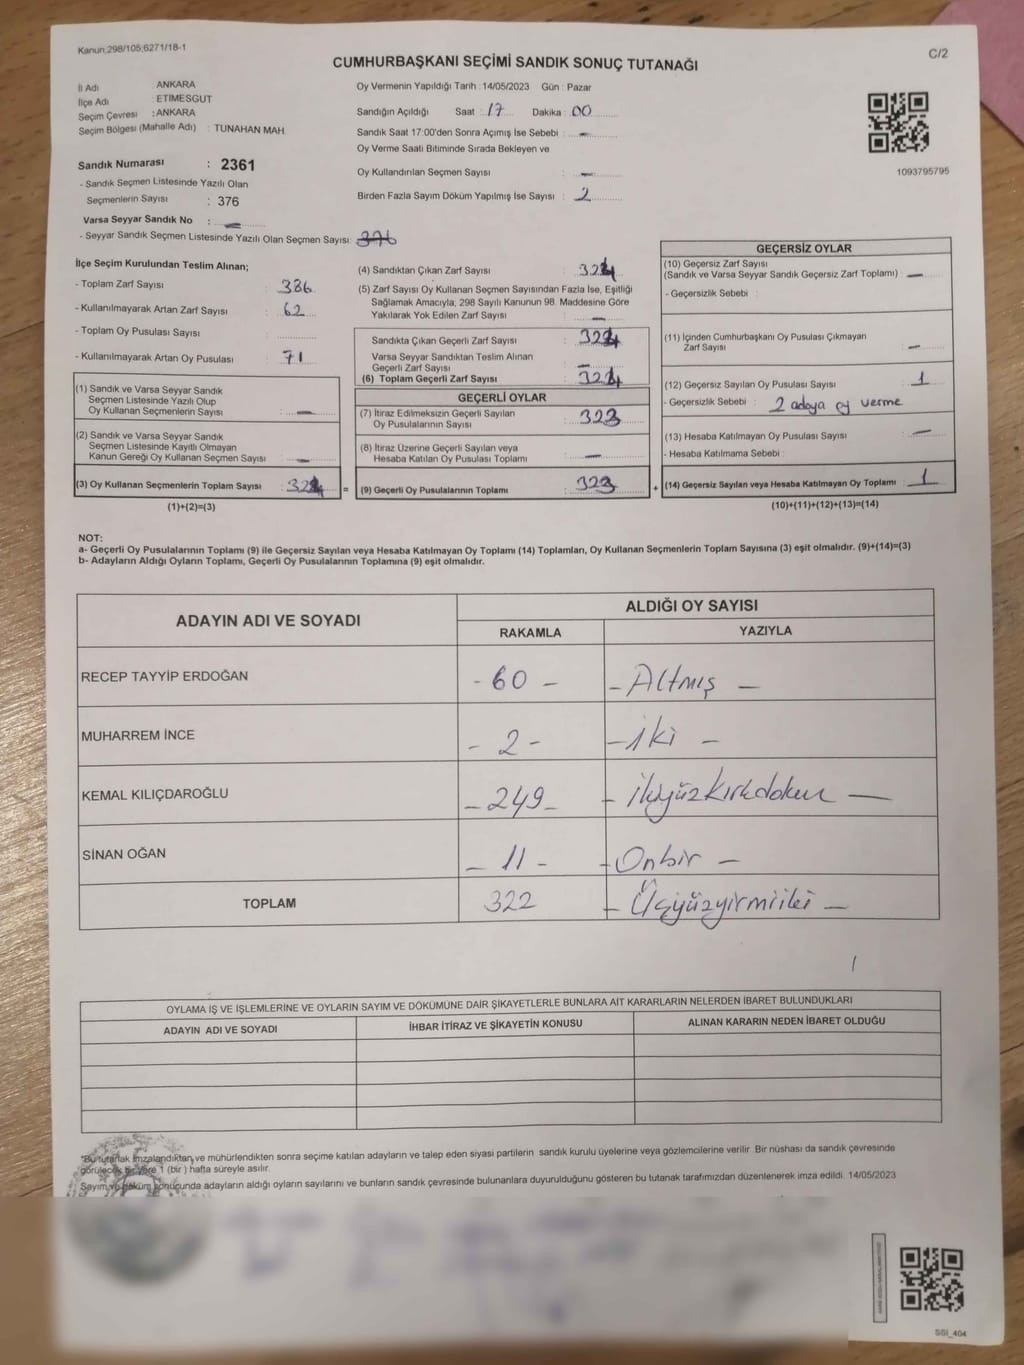 Kanun;298/105;6271/18-1
C/2
CUMHURBAŞKANI SEÇİMİ SANDIK SONUÇ TUTANAĞI
İl Adı : ANKARA
İlçe Adı : ETIMESGUT
Seçim Çevresi : ANKARA
Seçim Bölgesi (Mahalle Adı) : TUNAHAN MAH.
Sandık Numarası : 2361
- Sandık Seçmen Listesinde Yazılı Olan
Seçmenlerin Sayısı : 376
Varsa Seyyar Sandık No : —
- Seyyar Sandık Seçmen Listesinde Yazılı Olan Seçmen Sayısı: 376
Oy Vermenin Yapıldığı Tarih :14/05/2023 Gün : Pazar
Sandığın Açıldığı Saat : 17 Dakika : 00
Sandık Saat 17:00'den Sonra Açımış İse Sebebi : —
Oy Verme Saati Bitiminde Sırada Bekleyen ve
Oy Kullandırılan Seçmen Sayısı : —
Birden Fazla Sayım Döküm Yapılmış İse Sayısı : 2
1093795795
İlçe Seçim Kurulundan Teslim Alınan;
- Toplam Zarf Sayısı : 386
- Kullanılmayarak Artan Zarf Sayısı : 62
- Toplam Oy Pusulası Sayısı :
- Kullanılmayarak Artan Oy Pusulası : 71
(1) Sandık ve Varsa Seyyar Sandık
Seçmen Listesinde Yazılı Olup
Oy Kullanan Seçmenlerin Sayısı : —
(2) Sandık ve Varsa Seyyar Sandık
Seçmen Listesinde Kayıtlı Olmayan
Kanun Gereği Oy Kullanan Seçmen Sayısı : —
(3) Oy Kullanan Seçmenlerin Toplam Sayısı : 324 =
(1)+(2)=(3)
(4) Sandıktan Çıkan Zarf Sayısı : 324
(5) Zarf Sayısı Oy Kullanan Seçmen Sayısından Fazla İse, Eşitliği
Sağlamak Amacıyla; 298 Sayılı Kanunun 98. Maddesine Göre
Yakılarak Yok Edilen Zarf Sayısı : —
Sandıkta Çıkan Geçerli Zarf Sayısı : 324
Varsa Seyyar Sandıktan Teslim Alınan
Geçerli Zarf Sayısı : —
(6) Toplam Geçerli Zarf Sayısı : 324
GEÇERLİ OYLAR
(7) İtiraz Edilmeksizin Geçerli Sayılan
Oy Pusulalarının Sayısı : 323
(8) İtiraz Üzerine Geçerli Sayılan veya
Hesaba Katılan Oy Pusulası Toplamı : —
(9) Geçerli Oy Pusulalarının Toplamı : 323 +
GEÇERSİZ OYLAR
(10) Geçersiz Zarf Sayısı
(Sandık ve Varsa Seyyar Sandık Geçersiz Zarf Toplamı) : —
- Geçersizlik Sebebi :
(11) İçinden Cumhurbaşkanı Oy Pusulası Çıkmayan
Zarf Sayısı : —
(12) Geçersiz Sayılan Oy Pusulası Sayısı : 1
- Geçersizlik Sebebi : 2 adaya oy verme
(13) Hesaba Katılmayan Oy Pusulası Sayısı : —
- Hesaba Katılmama Sebebi :
(14) Geçersiz Sayılan veya Hesaba Katılmayan Oy Toplamı : 1
(10)+(11)+(12)+(13)=(14)
NOT:
a- Geçerli Oy Pusulalarının Toplamı (9) ile Geçersiz Sayılan veya Hesaba Katılmayan Oy Toplamı (14) Toplamları, Oy Kullanan Seçmenlerin Toplam Sayısına (3) eşit olmalıdır. (9)+(14)=(3)
b- Adayların Aldığı Oyların Toplamı, Geçerli Oy Pusulalarının Toplamına (9) eşit olmalıdır.
ADAYIN ADI VE SOYADI
ALDIĞI OY SAYISI
RAKAMLA YAZIYLA
RECEP TAYYİP ERDOĞAN - 60 - - Altmış -
MUHARREM İNCE - 2 - - iki -
KEMAL KILIÇDAROĞLU - 249 - - ikiyüzkırkdokuz -
SİNAN OĞAN - 11 - - Onbir -
TOPLAM 322 - Üçyüzyirmiiki -
OYLAMA İŞ VE İŞLEMLERİNE VE OYLARIN SAYIM VE DÖKÜMÜNE DAİR ŞİKAYETLERLE BUNLARA AİT KARARLARIN NELERDEN İBARET BULUNDUKLARI
ADAYIN ADI VE SOYADI İHBAR İTİRAZ VE ŞİKAYETİN KONUSU ALINAN KARARIN NEDEN İBARET OLDUĞU
*Bu tutanak imzalandıktan ve mühürlendikten sonra seçime katılan adayların ve talep eden siyasi partilerin sandık kurulu üyelerine veya gözlemcilerine verilir. Bir nüshası da sandık çevresinde
görülecek bir yere 1 (bir ) hafta süreyle asılır.
Sayım ve döküm sonucunda adayların aldığı oyların sayılarını ve bunların sandık çevresinde bulunanlara duyurulduğunu gösteren bu tutanak tarafımızdan düzenlenerek imza edildi. 14/05/2023
SSI_404